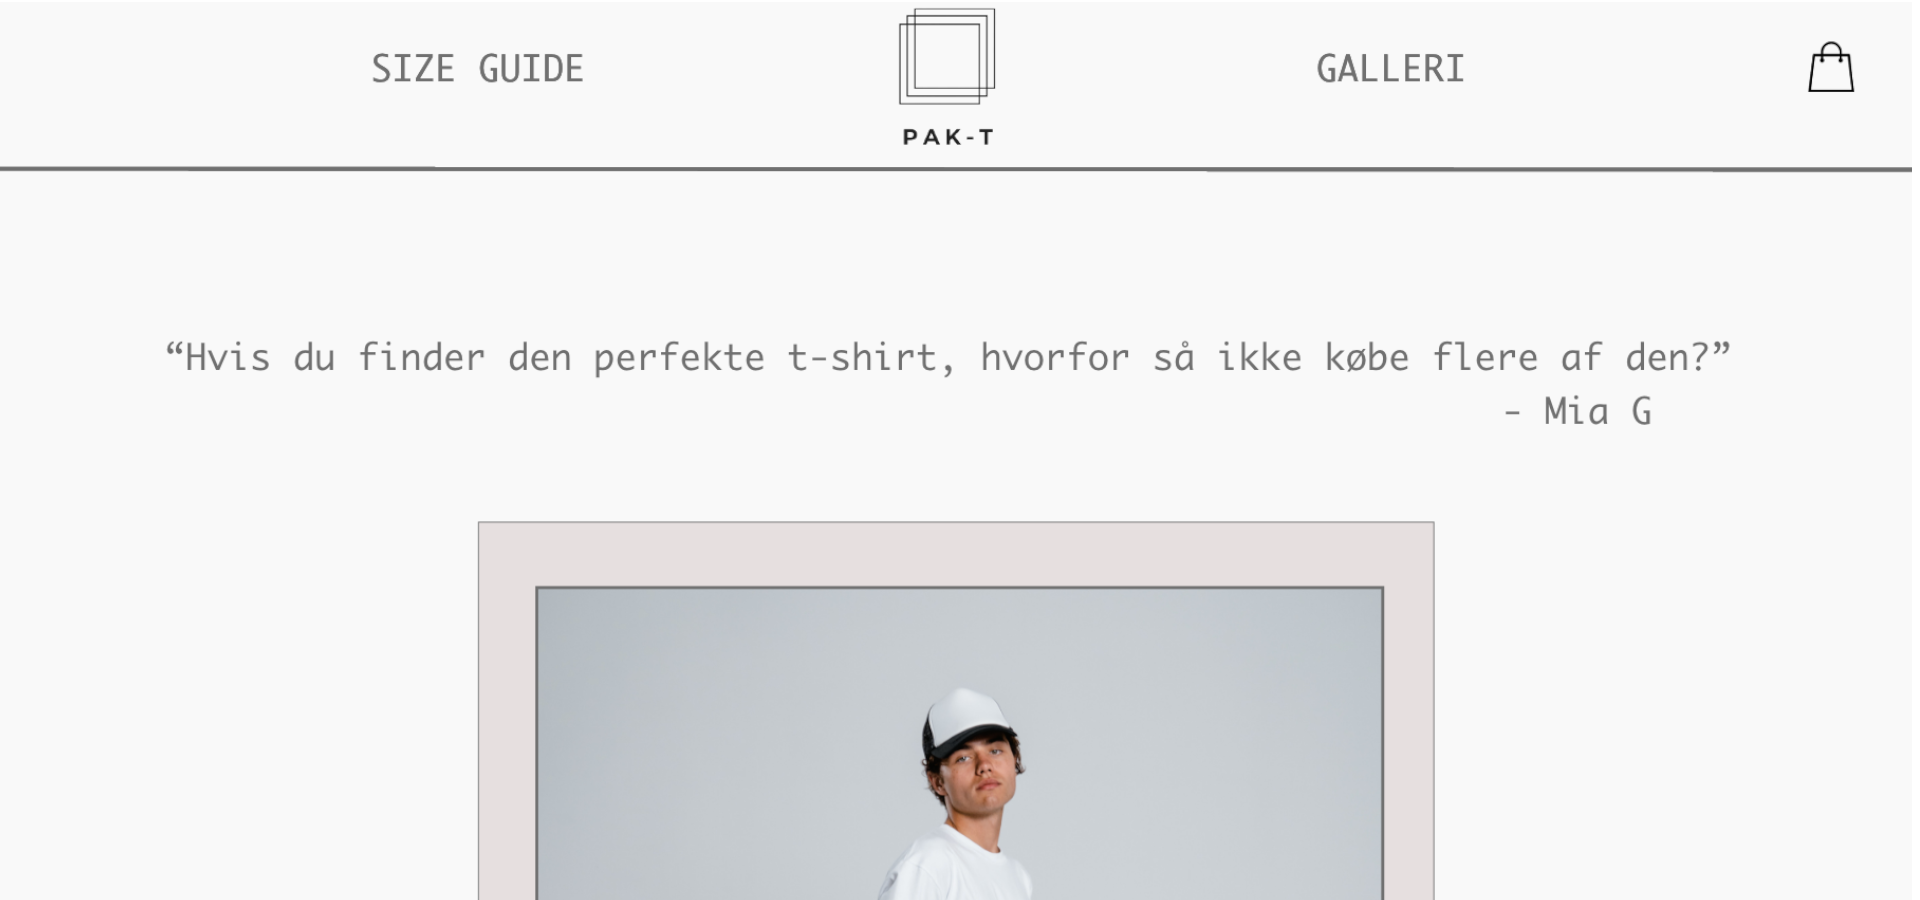 SIZE GUIDE
PAK-T
GALLERI
“Hvis du finder den perfekte t-shirt, hvorfor så ikke købe flere af den?”
- Mia G